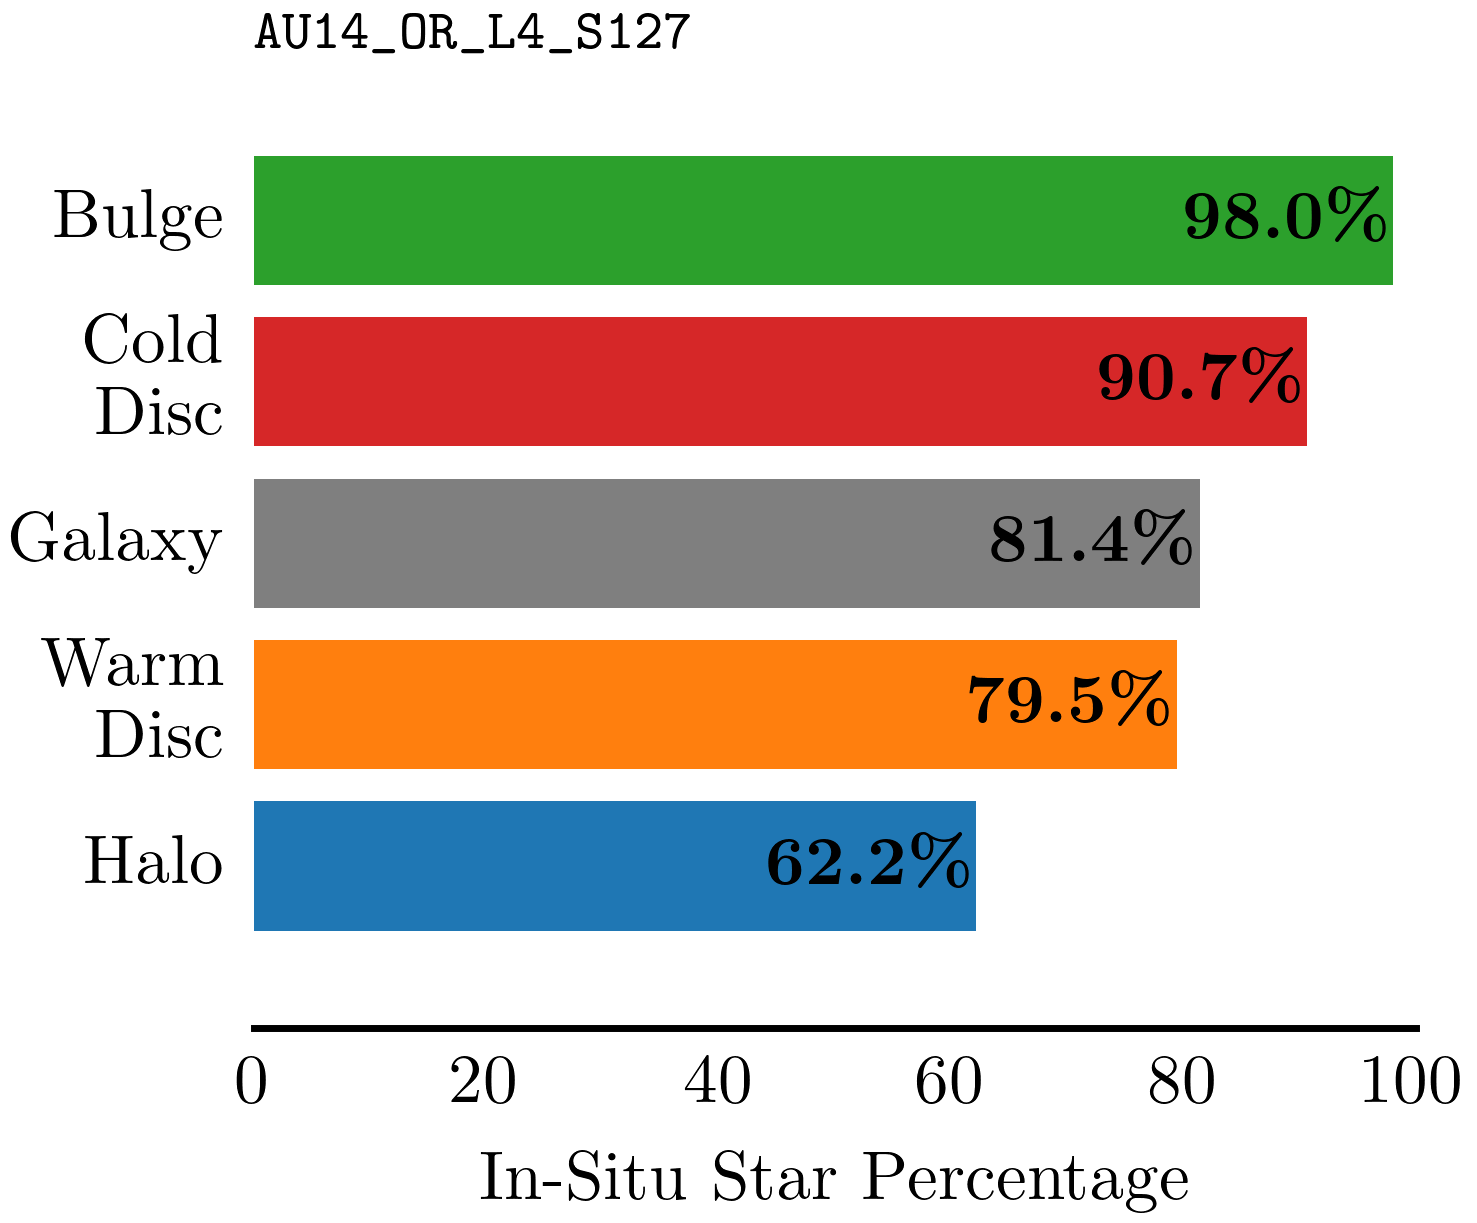 AU14_OR_L4_S127
Bulge
98.0%
Cold
Disc
90.7%
Galaxy
81.4%
Warm
Disc
79.5%
Halo
62.2%
0 20 40 60 80 100
In-Situ Star Percentage